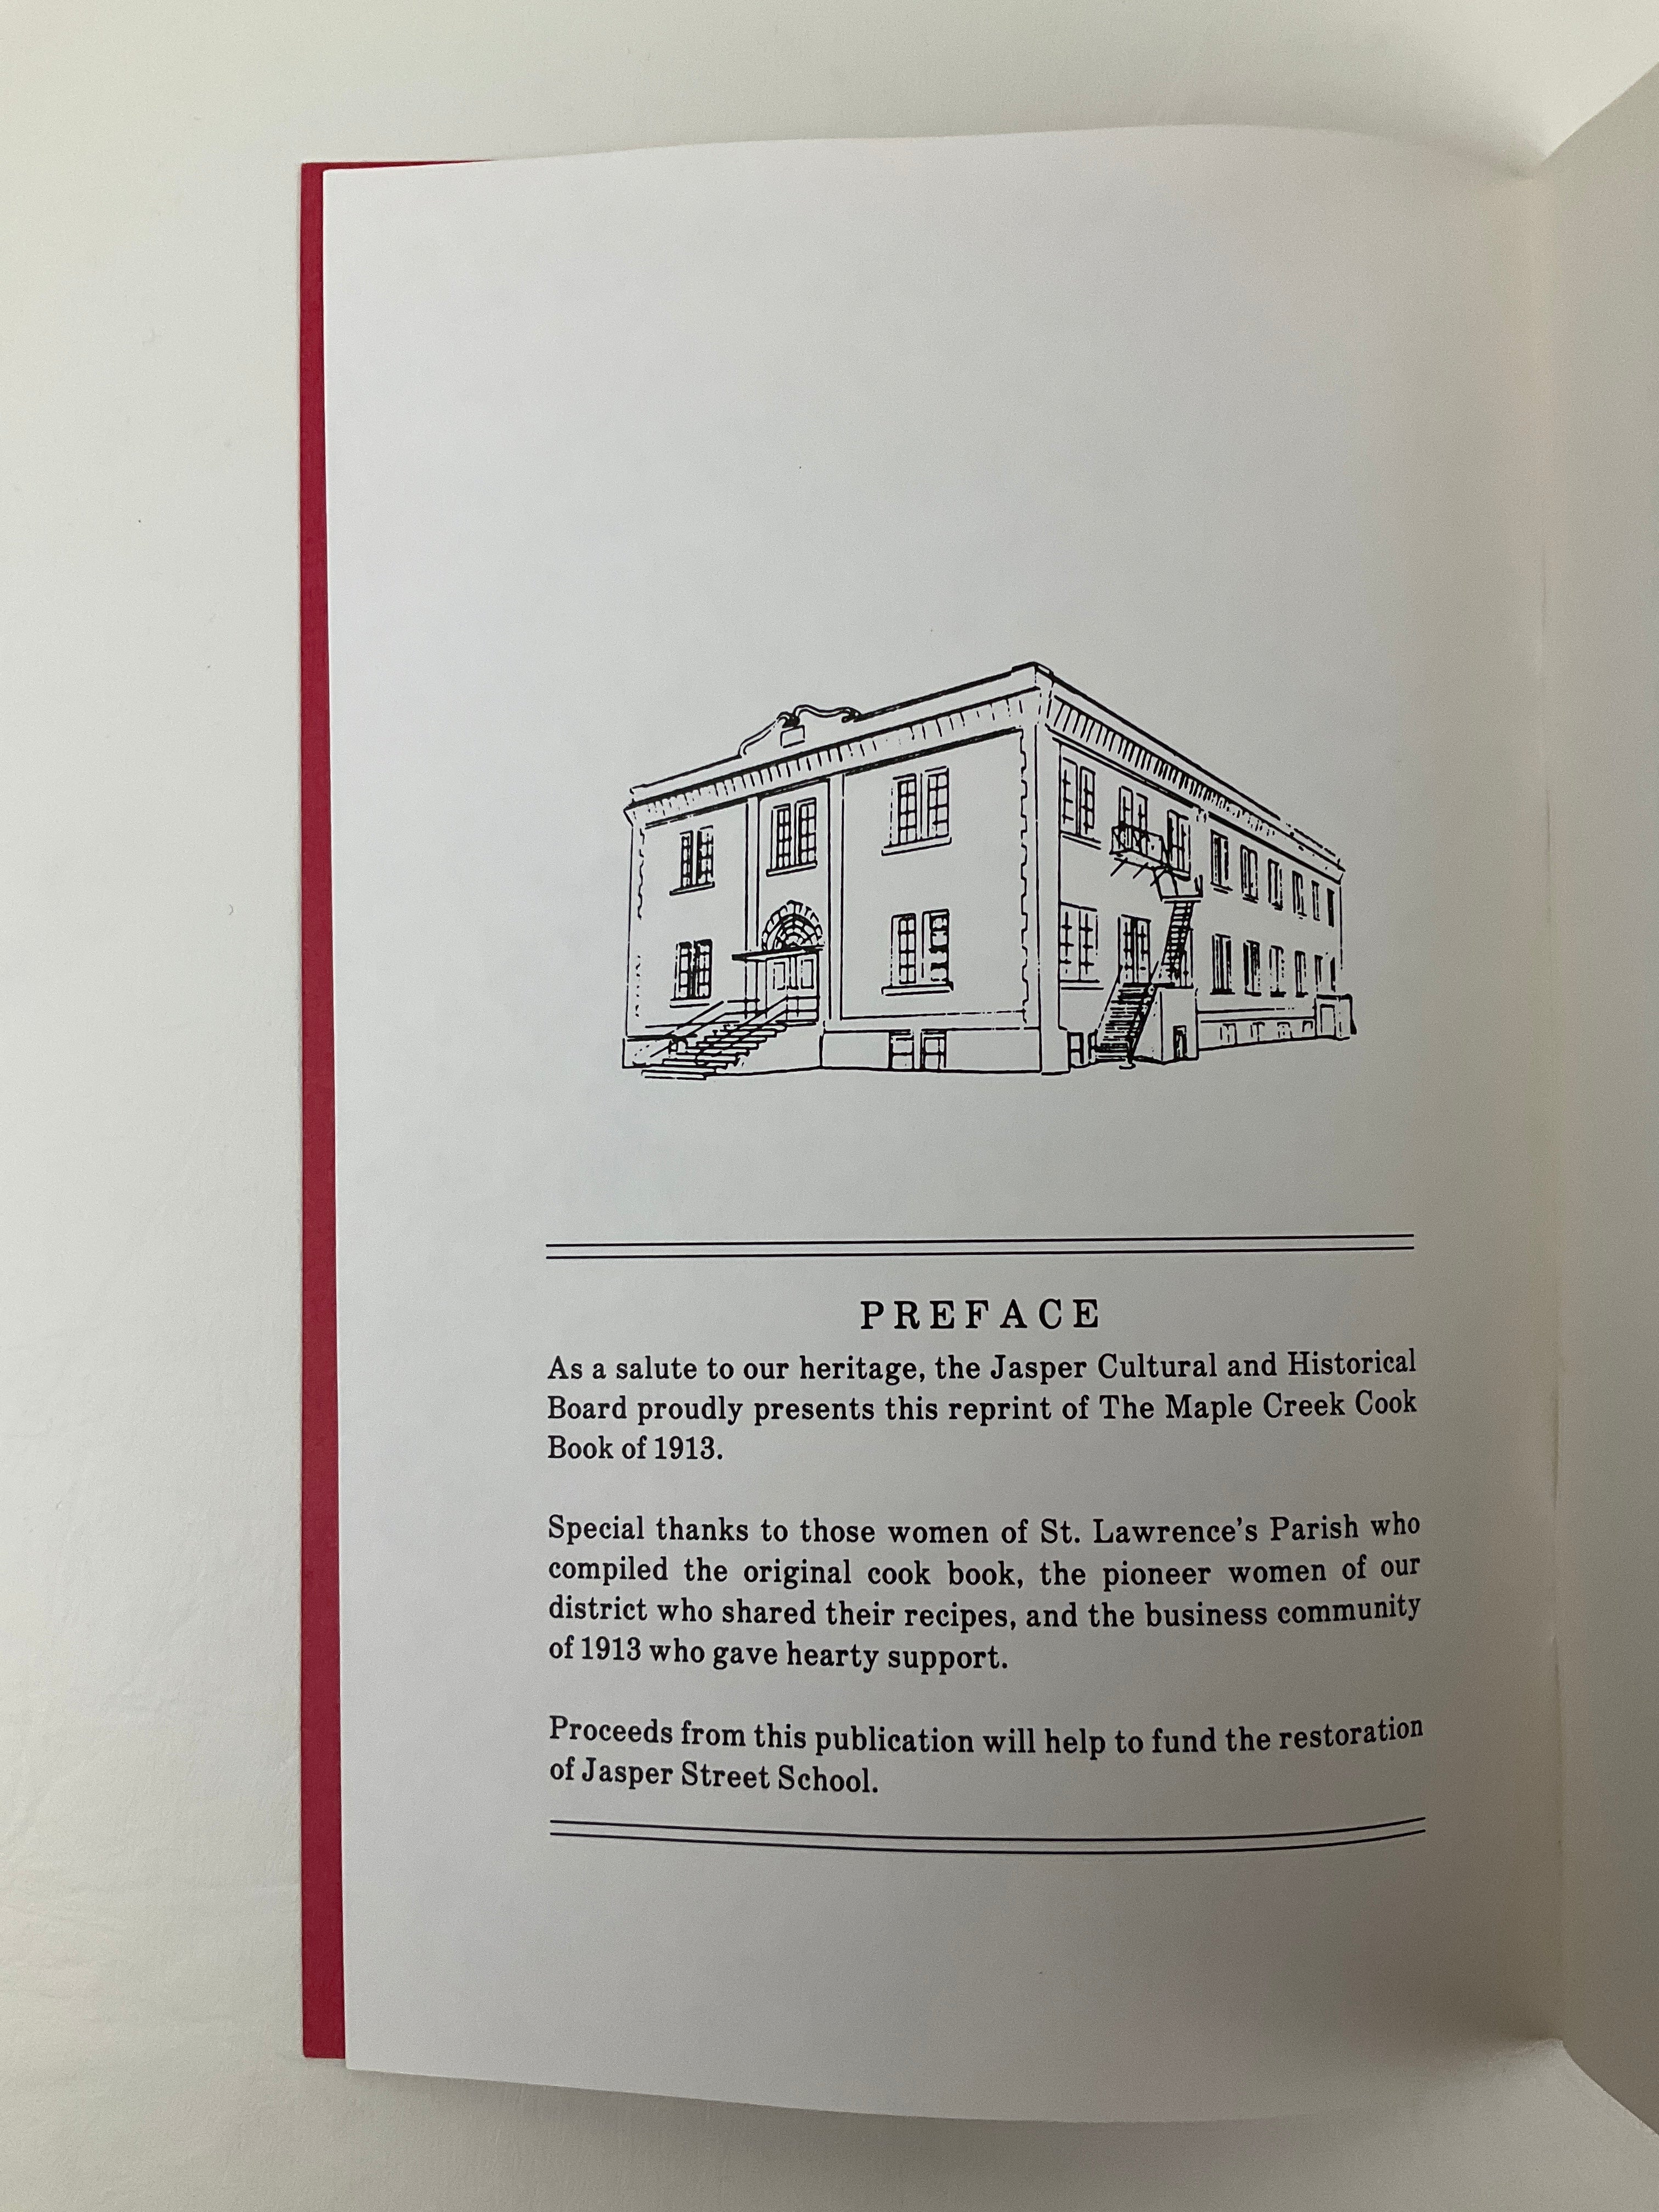 PREFACE
As a salute to our heritage, the Jasper Cultural and Historical
Board proudly presents this reprint of The Maple Creek Cook
Book of 1913.
Special thanks to those women of St. Lawrence's Parish who
compiled the original cook book, the pioneer women of our
district who shared their recipes, and the business community
of 1913 who gave hearty support.
Proceeds from this publication will help to fund the restoration
of Jasper Street School.